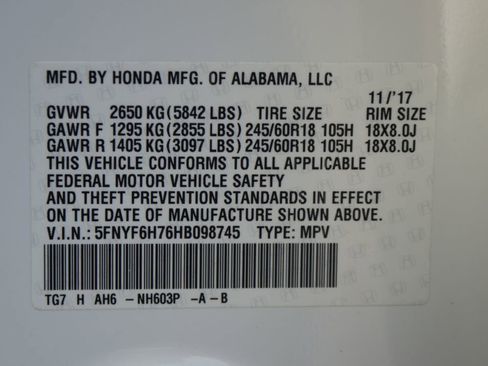 MFD. BY HONDA MFG. OF ALABAMA, LLC
11/'17
GVWR 2650 KG(5842 LBS) TIRE SIZE RIM SIZE
GAWR F 1295 KG(2855 LBS) 245/60R18 105H 18X8.0J
GAWR R 1405 KG(3097 LBS) 245/60R18 105H 18X8.0J
THIS VEHICLE CONFORMS TO ALL APPLICABLE
FEDERAL MOTOR VEHICLE SAFETY
AND THEFT PREVENTION STANDARDS IN EFFECT
ON THE DATE OF MANUFACTURE SHOWN ABOVE.
V.I.N.: 5FNYF6H76HB098745 TYPE: MPV
TG7 H AH6 -NH603P -A-B